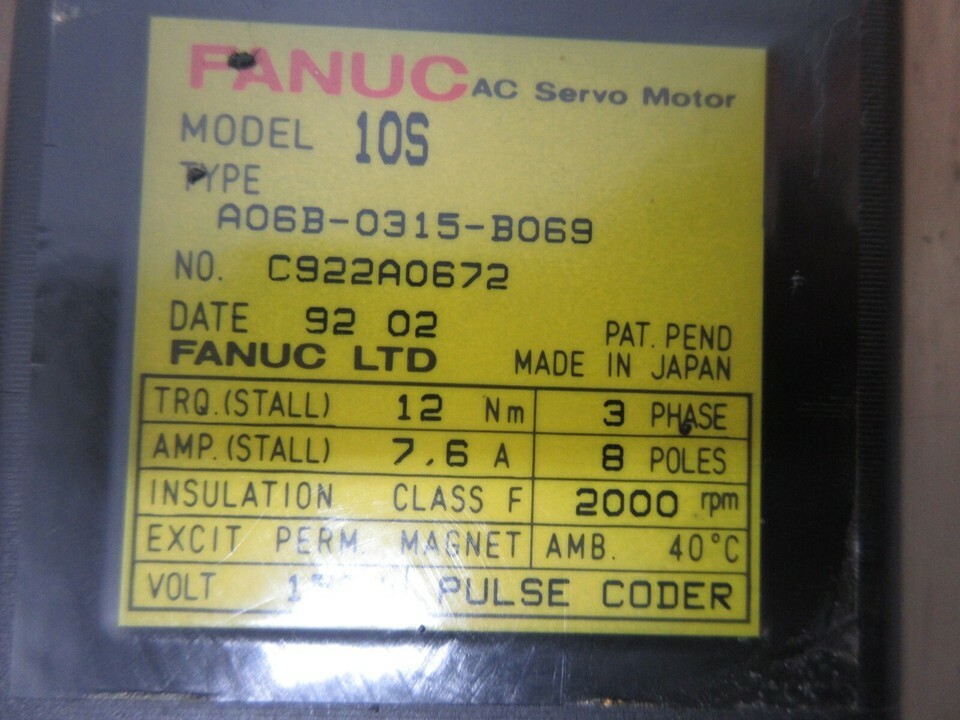 FANUC AC Servo Motor
MODEL 10S
TYPE
A06B-0315-B069
NO. C922A0672
DATE 92 02
PAT. PEND
FANUC LTD
MADE IN JAPAN
TRQ.(STALL) 12 Nm 3 PHASE
AMP.(STALL) 7,6 A 8 POLES
INSULATION CLASS F 2000 rpm
EXCIT PERM. MAGNET AMB. 40°C
VOLT PULSE CODER